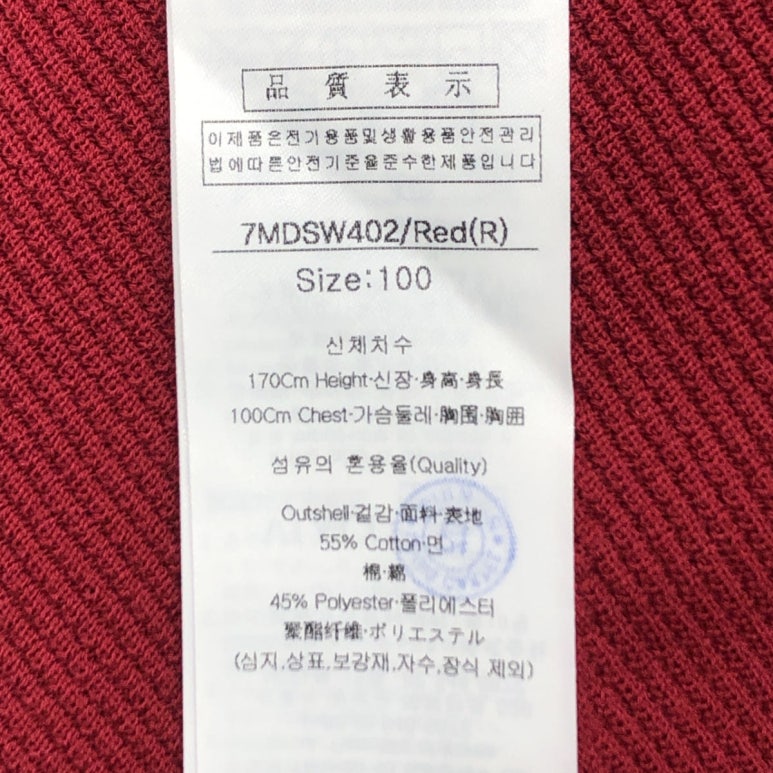 品質表示
이제품은전기용품및생활용품안전관리
법에따른안전기준을준수한제품입니다
7MDSW402/Red(R)
Size:100
신체치수
170Cm Height·신장·身高·身長
100Cm Chest·가슴둘레·胸围·胸囲
섬유의 혼용율(Quality)
Outshell·겉감·面料·表地
55% Cotton·면
棉·綿
45% Polyester·폴리에스터
聚酯纤维·ポリエステル
(심지,상표,보강재,자수,장식 제외)